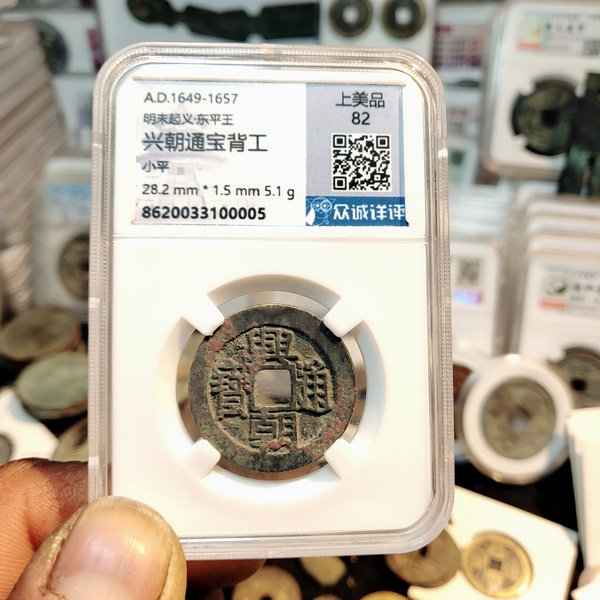 A.D.1649-1657
明末起义·东平王
兴朝通宝背工
小平
28.2 mm * 1.5 mm 5.1 g
8620033100005
上美品
82
众诚详评
興朝通寶